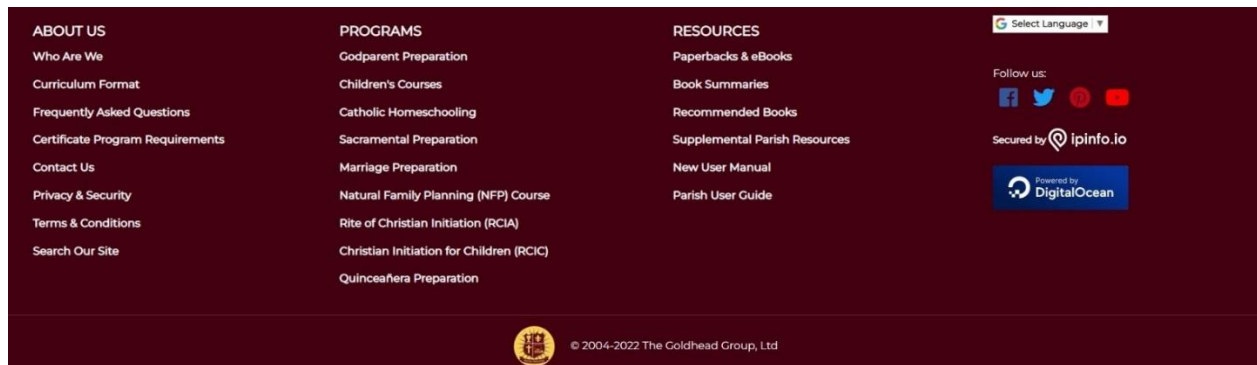 ABOUT US
Who Are We
Curriculum Format
Frequently Asked Questions
Certificate Program Requirements
Contact Us
Privacy & Security
Terms & Conditions
Search Our Site
PROGRAMS
Godparent Preparation
Children's Courses
Catholic Homeschooling
Sacramental Preparation
Marriage Preparation
Natural Family Planning (NFP) Course
Rite of Christian Initiation (RCIA)
Christian Initiation for Children (RCIC)
Quinceañera Preparation
RESOURCES
Paperbacks & eBooks
Book Summaries
Recommended Books
Supplemental Parish Resources
New User Manual
Parish User Guide
Select Language
Follow us:
Secured by ipinfo.io
Powered by
DigitalOcean
© 2004-2022 The Goldhead Group, Ltd